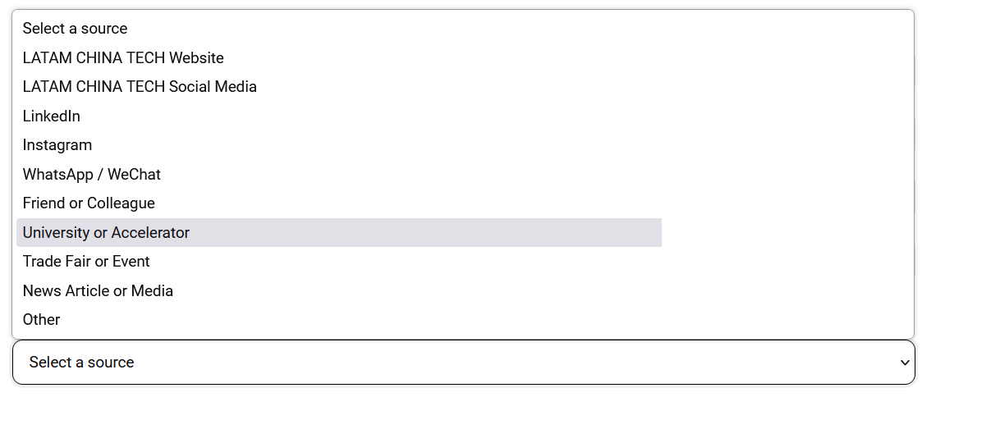 Select a source
LATAM CHINA TECH Website
LATAM CHINA TECH Social Media
LinkedIn
Instagram
WhatsApp / WeChat
Friend or Colleague
University or Accelerator
Trade Fair or Event
News Article or Media
Other
Select a source